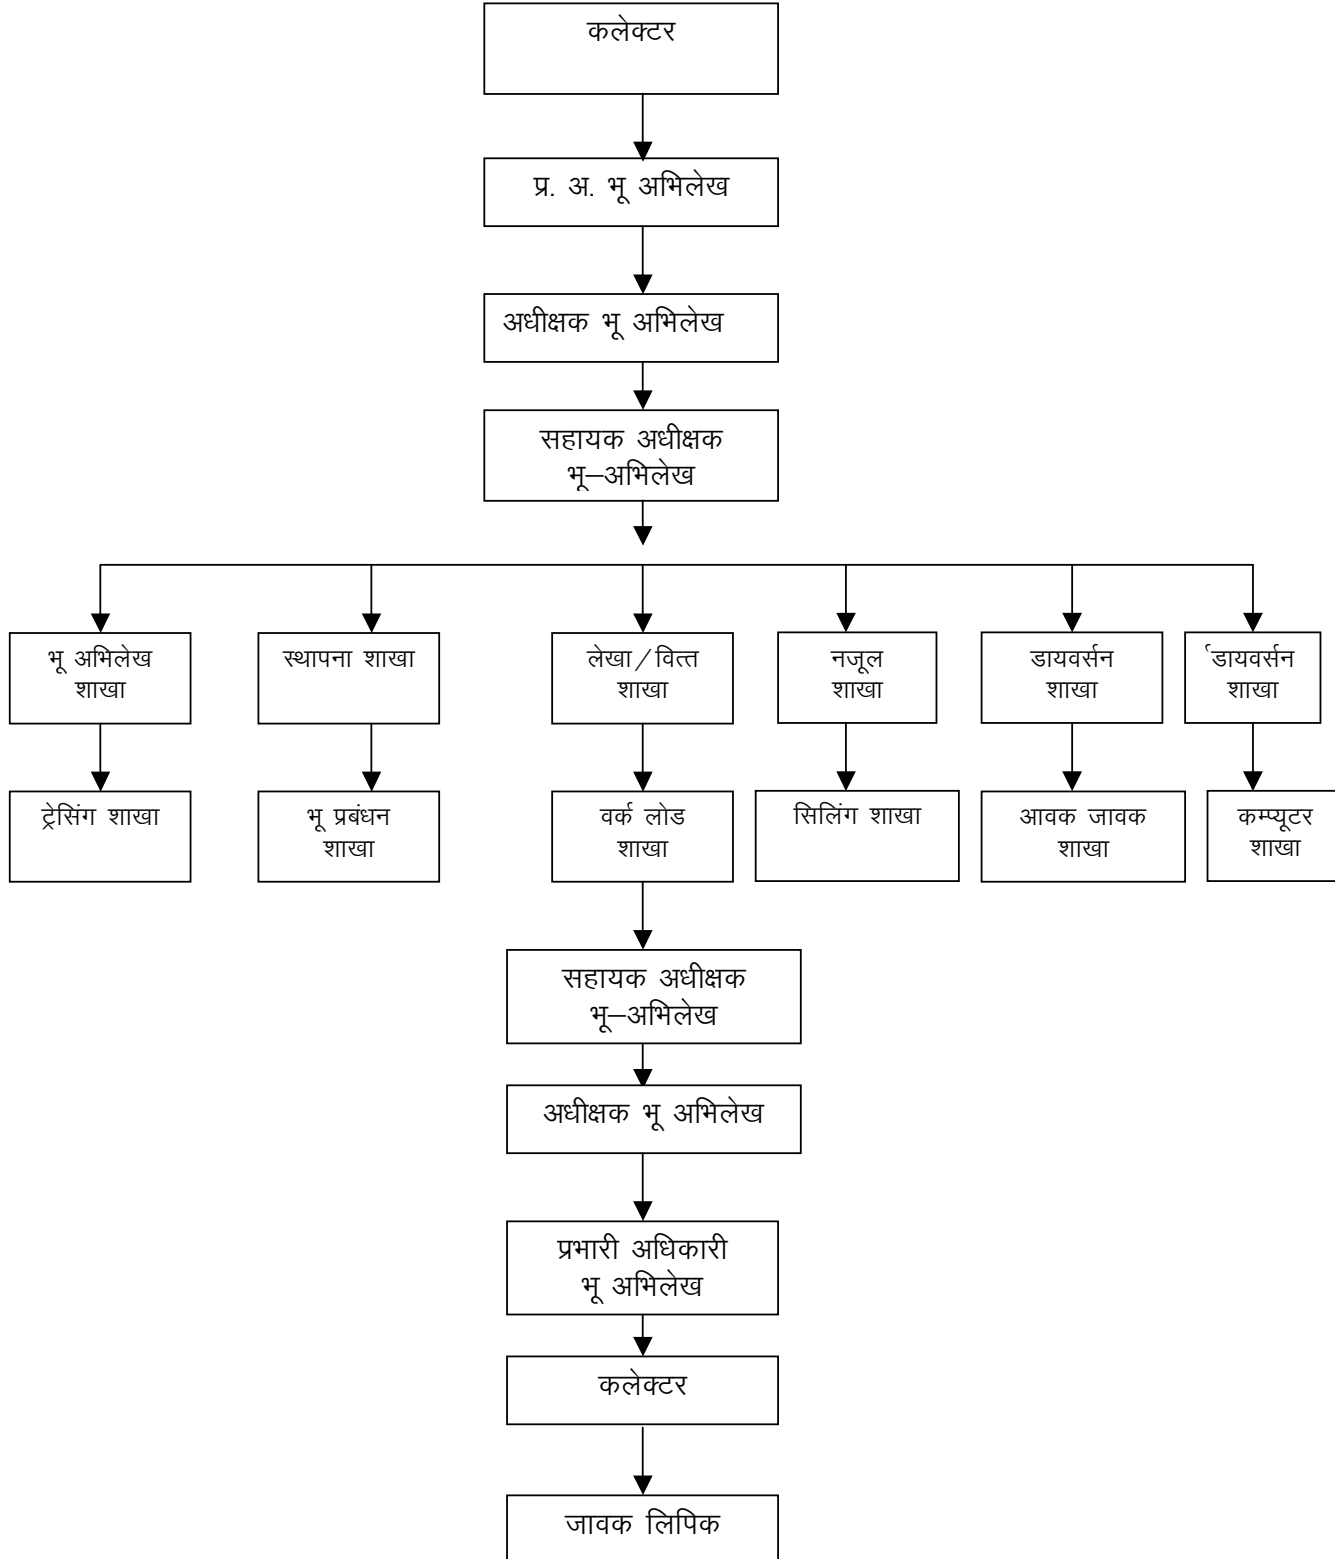 कलेक्टर
प्र. अ. भू अभिलेख
अधीक्षक भू अभिलेख
सहायक अधीक्षक
भू–अभिलेख
भू अभिलेख
शाखा
स्थापना शाखा
लेखा/वित्त
शाखा
नजूल
शाखा
डायवर्सन
शाखा
डायवर्सन
शाखा
ट्रेसिंग शाखा
भू प्रबंधन
शाखा
वर्क लोड
शाखा
सिलिंग शाखा
आवक जावक
शाखा
कम्प्यूटर
शाखा
सहायक अधीक्षक
भू–अभिलेख
अधीक्षक भू अभिलेख
प्रभारी अधिकारी
भू अभिलेख
कलेक्टर
जावक लिपिक